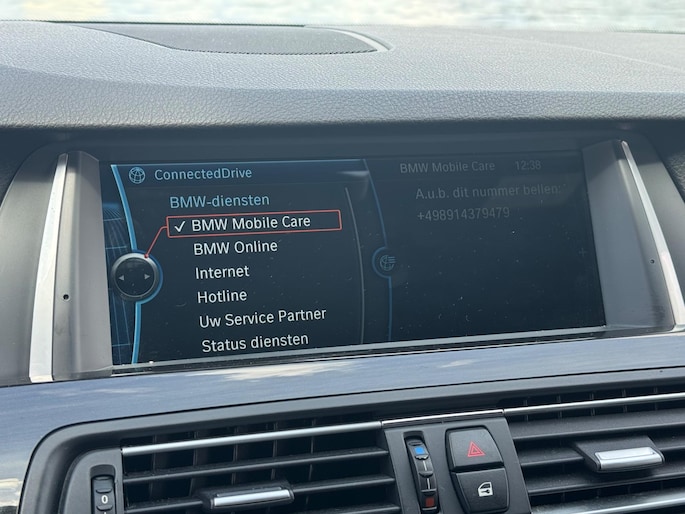 ConnectedDrive
BMW-diensten
✓ BMW Mobile Care
BMW Online
Internet
Hotline
Uw Service Partner
Status diensten
BMW Mobile Care 12:38
A.u.b. dit nummer bellen:
+498914379479
0